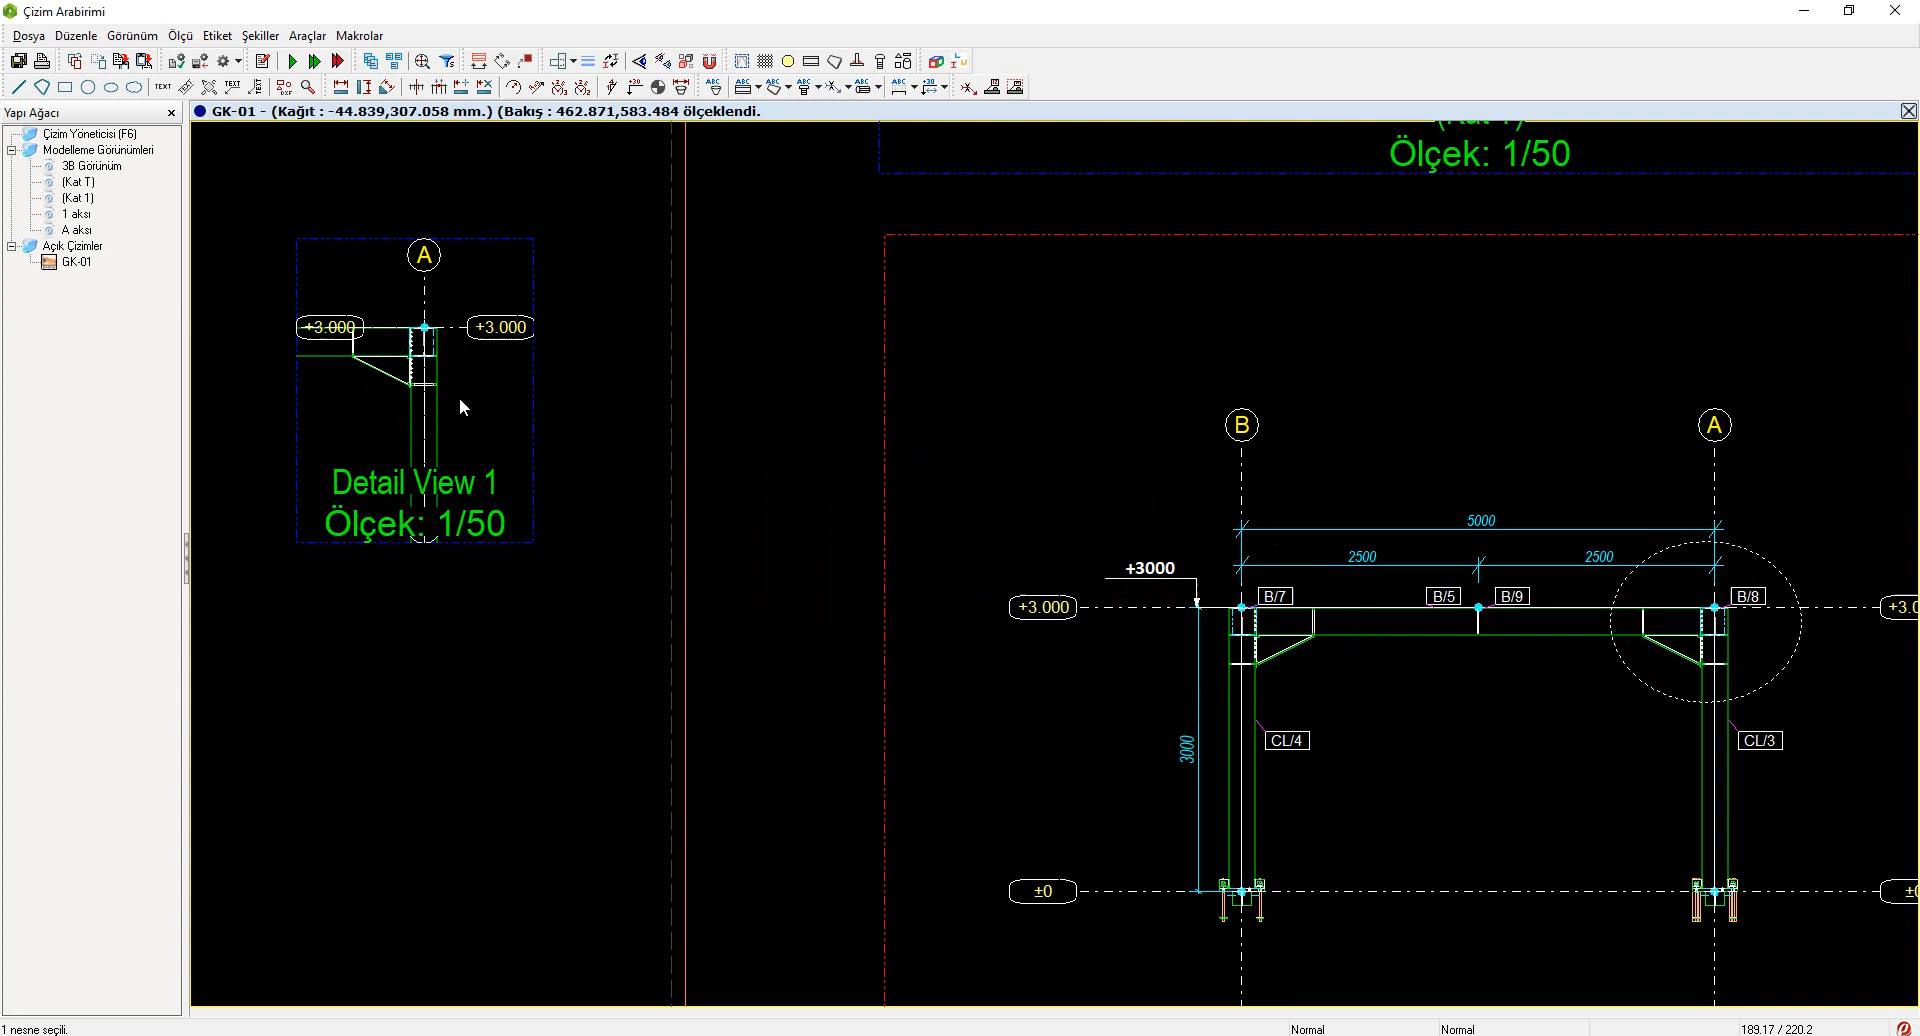 Çizim Arabirimi
Dosya Düzenle Görünüm Ölçü Etiket Şekiller Araçlar Makrolar
Yapı Ağacı
GK-01 - (Kağıt : -44.839,307.058 mm.) (Bakış : 462.871,583.484 ölçeklendi.
Çizim Yöneticisi (F6)
Modelleme Görünümleri
3B Görünüm
(Kat T)
(Kat 1)
1 aksı
A aksı
Açık Çizimler
GK-01
Ölçek: 1/50
A
+3.000 +3.000
Detail View 1
Ölçek: 1/50
B A
5000
2500 2500
+3000
B/7 B/5 B/9 B/8
+3.000
3000
CL/4 CL/3
±0 ±0
1 nesne seçili. Normal Normal 189.17 / 220.2